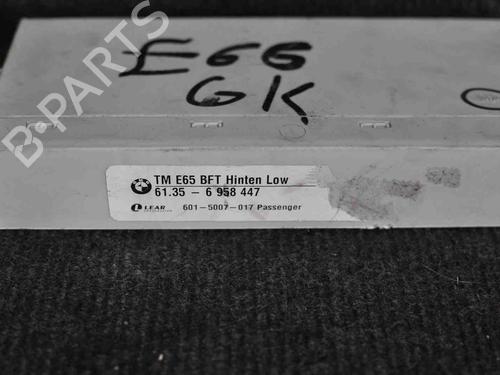 B-PARTS
E66
GK
TM E65 BFT Hinten Low
61.35 - 6 958 447
LEAR 601-5007-017 Passenger